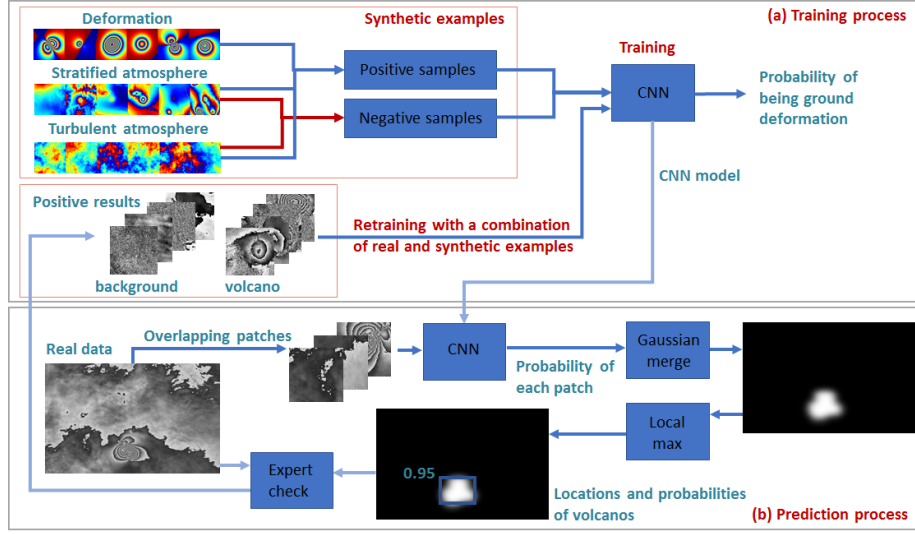 Deformation
Synthetic examples
(a) Training process
Stratified atmosphere
Positive samples
Training
CNN
Probability of
being ground
deformation
Turbulent atmosphere
Negative samples
CNN model
Positive results
Retraining with a combination
of real and synthetic examples
background
volcano
Real data
Overlapping patches
CNN
Probability of
each patch
Gaussian
merge
Local
max
0.95
Expert
check
Locations and probabilities
of volcanos
(b) Prediction process